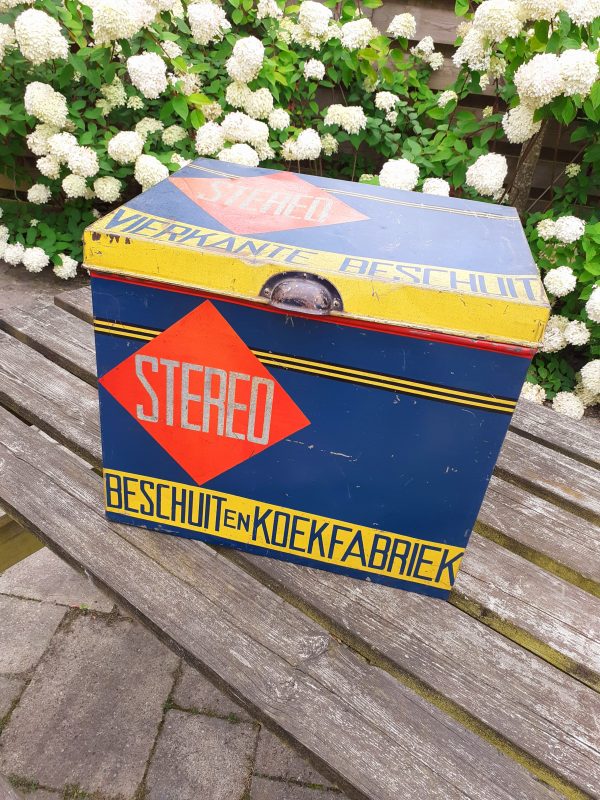 STEREO
VIERKANTE BESCHUIT
STEREO
BESCHUIT EN KOEKFABRIEK